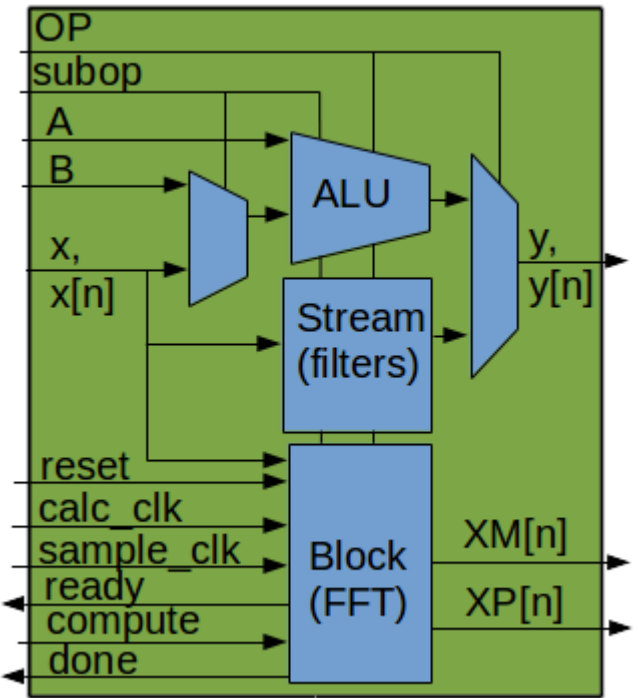 OP
subop
A
B
x,
x[n]
ALU
y,
y[n]
Stream
(filters)
reset
calc_clk
sample_clk
ready
compute
done
Block
(FFT)
XM[n]
XP[n]